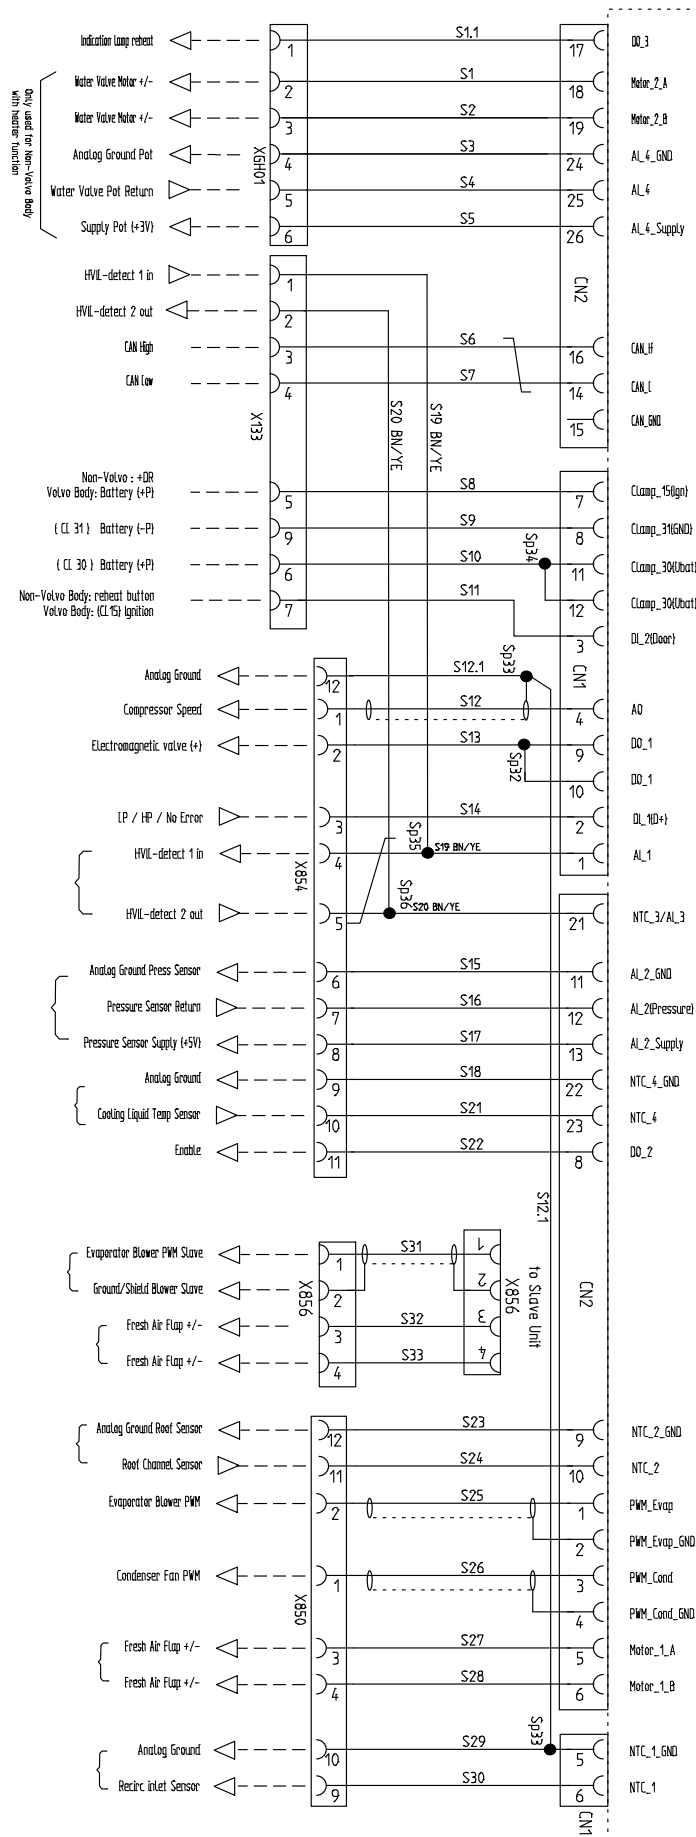 Indication lamp reheat 1 S1.1 17 DO_3
Water Valve Motor +/- 2 S1 18 Motor_2_A
Water Valve Motor +/- 3 S2 19 Motor_2_B
Analog Ground Pot 4 S3 24 AI_4_GND
Water Valve Pot Return 5 S4 25 AI_4
Supply Pot (+3V) 6 S5 26 AI_4_Supply
Only used for Non-Volvo Body
with heater function
XGH01
HVIL-detect 1 in 1
HVIL-detect 2 out 2
CN2
CAN High 3 S6 16 CAN_H
CAN Low 4 S7 14 CAN_L
15 CAN_GND
X133
S20 BN/YE
S19 BN/YE
Non-Volvo : +DR
Volvo Body: Battery (+P) 5 S8 7 Clamp_15(Ign)
( CL 31 ) Battery (-P) 9 S9 8 Clamp_31(GND)
( CL 30 ) Battery (+P) 6 S10 Sp34 11 Clamp_30(Ubat)
Non-Volvo Body: reheat button
Volvo Body: (CL15) Ignition 7 S11 12 Clamp_30(Ubat)
3 DI_2(Door)
CN1
Analog Ground 12 S12.1 Sp33
Compressor Speed 1 S12 4 AO
Electromagnetic valve (+) 2 S13 Sp32 9 DO_1
10 DO_1
LP / HP / No Error 3 S14 2 DI_1(D+)
HVIL-detect 1 in 4 Sp35 S19 BN/YE 1 AI_1
X854
HVIL-detect 2 out 5 Sp36 S20 BN/YE 21 NTC_3/AI_3
Analog Ground Press Sensor 6 S15 11 AI_2_GND
Pressure Sensor Return 7 S16 12 AI_2(Pressure)
Pressure Sensor Supply (+5V) 8 S17 13 AI_2_Supply
Analog Ground 9 S18 22 NTC_4_GND
Cooling Liquid Temp Sensor 10 S21 23 NTC_4
Enable 11 S22 8 DO_2
S12.1
Evaporator Blower PWM Slave 1 S31 1
Ground/Shield Blower Slave 2 2
X856
X856
to Slave Unit
CN2
Fresh Air Flap +/- 3 S32 3
Fresh Air Flap +/- 4 S33 4
Analog Ground Roof Sensor 12 S23 9 NTC_2_GND
Roof Channel Sensor 11 S24 10 NTC_2
Evaporator Blower PWM 2 S25 1 PWM_Evap
2 PWM_Evap_GND
Condenser Fan PWM 1 S26 3 PWM_Cond
X850
4 PWM_Cond_GND
Fresh Air Flap +/- 3 S27 5 Motor_1_A
Fresh Air Flap +/- 4 S28 6 Motor_1_B
Analog Ground 10 S29 Sp33 5 NTC_1_GND
Recirc inlet Sensor 9 S30 6 NTC_1
CN1